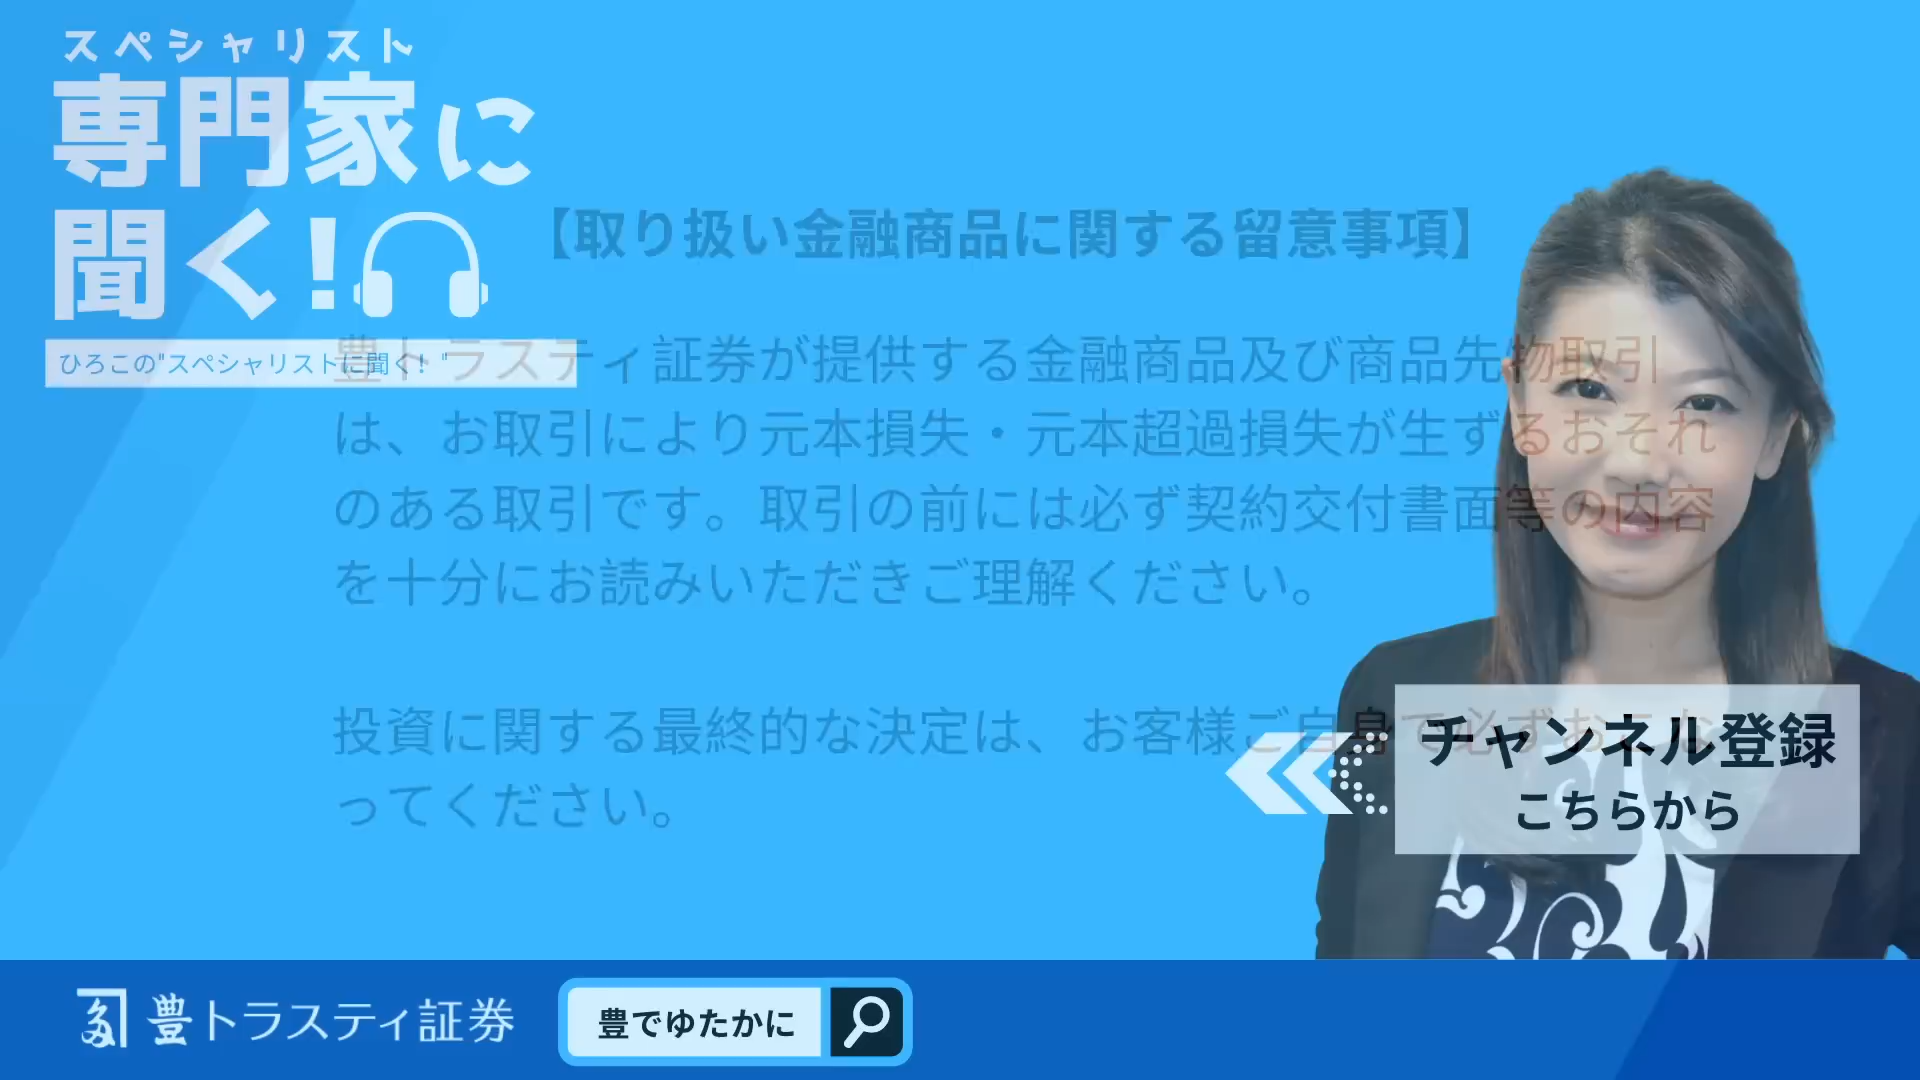 スペシャリスト
専門家に
聞く!
ひろこの"スペシャリストに聞く! "
【取り扱い金融商品に関する留意事項】
豊トラスティ証券が提供する金融商品及び商品先物取引
は、お取引により元本損失・元本超過損失が生ずるおそれ
のある取引です。取引の前には必ず契約交付書面等の内容
を十分にお読みいただきご理解ください。
投資に関する最終的な決定は、お客様ご自身で必ずおこな
ってください。
チャンネル登録
こちらから
豊トラスティ証券
豊でゆたかに